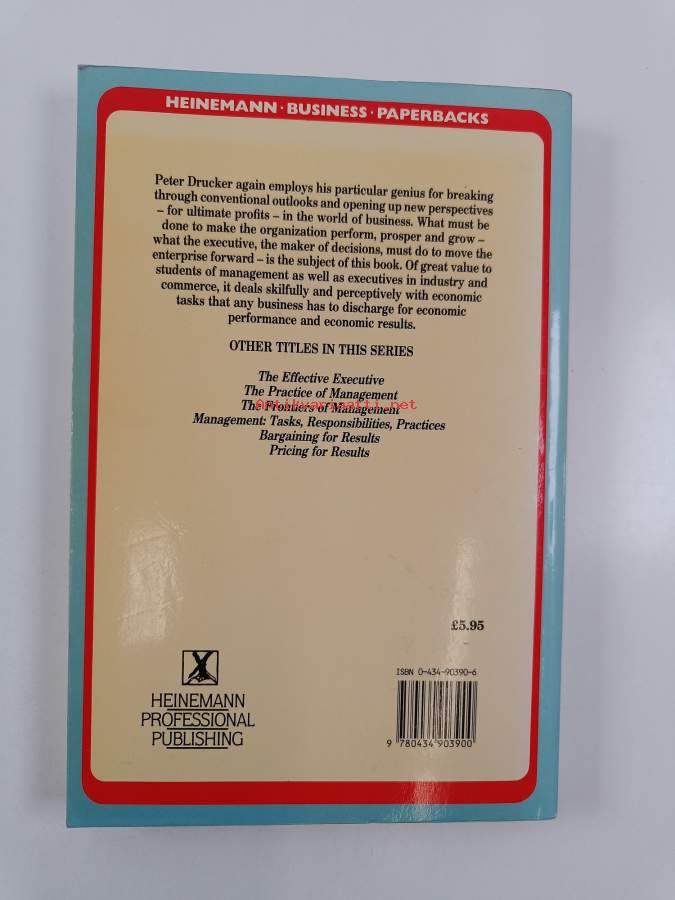 HEINEMANN · BUSINESS · PAPERBACKS
Peter Drucker again employs his particular genius for breaking
through conventional outlooks and opening up new perspectives
– for ultimate profits – in the world of business. What must be
done to make the organization perform, prosper and grow –
what the executive, the maker of decisions, must do to move the
enterprise forward – is the subject of this book. Of great value to
students of management as well as executives in industry and
commerce, it deals skilfully and perceptively with economic
tasks that any business has to discharge for economic
performance and economic results.
OTHER TITLES IN THIS SERIES
The Effective Executive
The Practice of Management
The Frontiers of Management
Antikvariaatti.net
Management: Tasks, Responsibilities, Practices
Bargaining for Results
Pricing for Results
£5.95
ISBN 0-434-90390-6
9 780434 903900
HEINEMANN
PROFESSIONAL
PUBLISHING